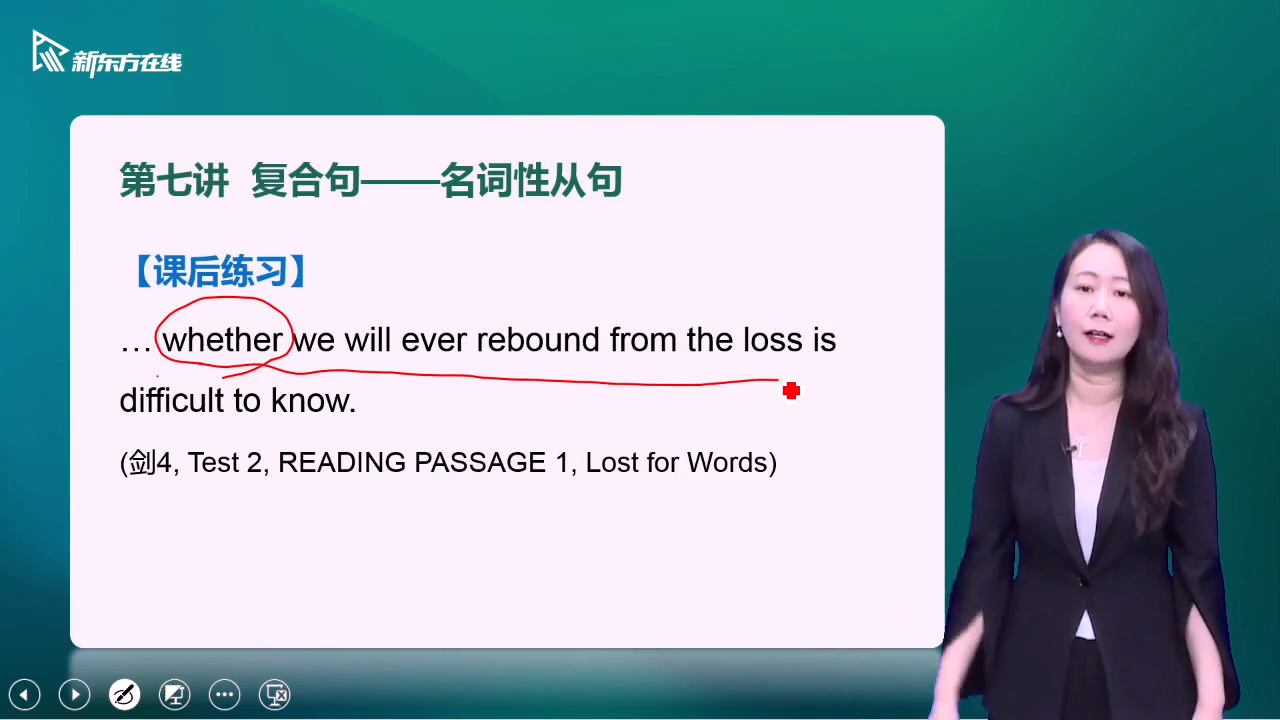 新东方在线
第七讲 复合句——名词性从句
【课后练习】
… whether we will ever rebound from the loss is
difficult to know.
(剑4, Test 2, READING PASSAGE 1, Lost for Words)